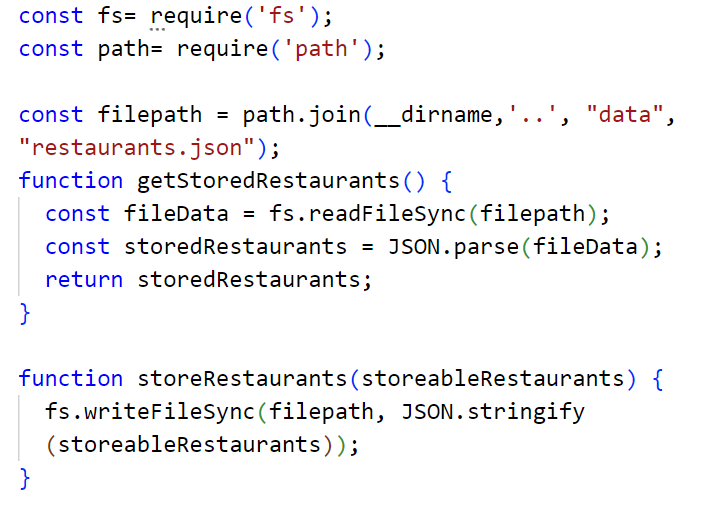 const fs= require('fs');
const path= require('path');
const filepath = path.join(__dirname,'..', "data",
"restaurants.json");
function getStoredRestaurants() {
  const fileData = fs.readFileSync(filepath);
  const storedRestaurants = JSON.parse(fileData);
  return storedRestaurants;
}
function storeRestaurants(storeableRestaurants) {
  fs.writeFileSync(filepath, JSON.stringify
  (storeableRestaurants));
}